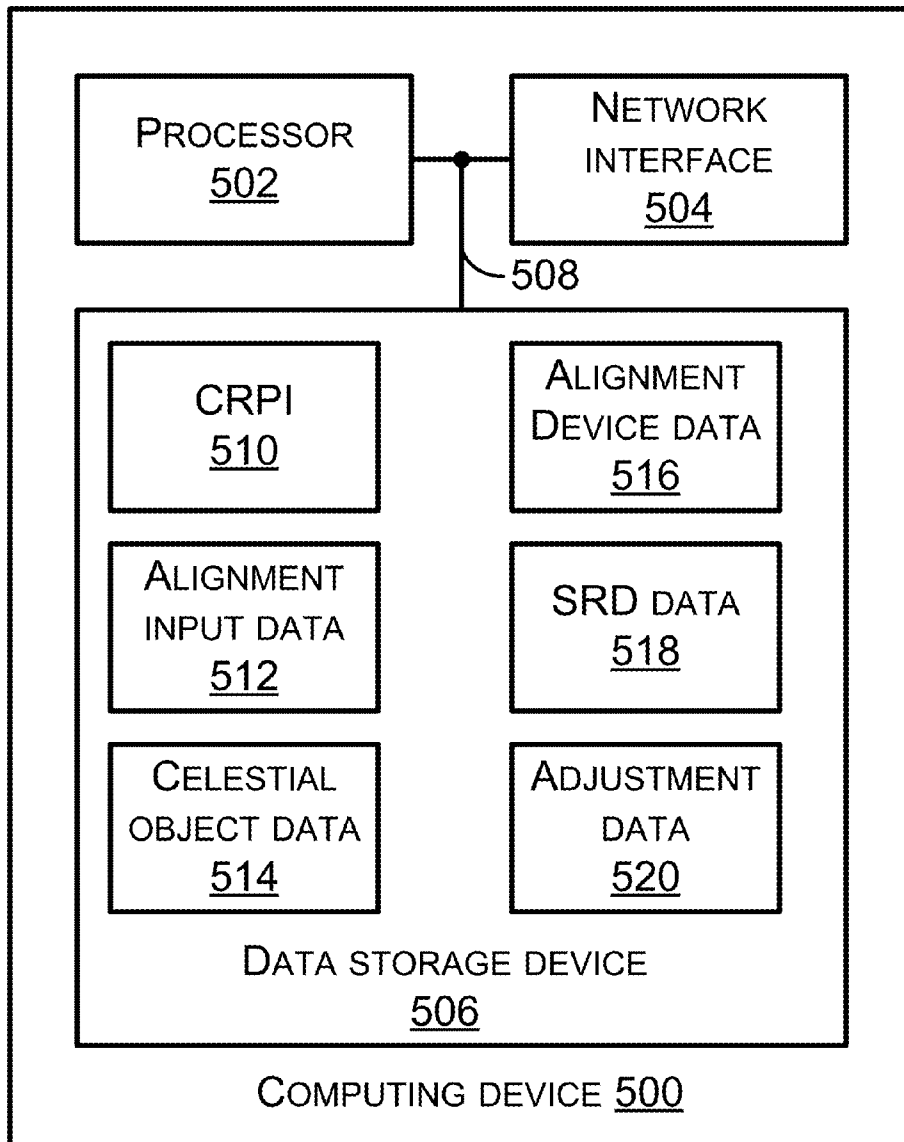 PROCESSOR
502
NETWORK
INTERFACE
504
508
CRPI
510
ALIGNMENT
DEVICE DATA
516
ALIGNMENT
INPUT DATA
512
SRD DATA
518
CELESTIAL
OBJECT DATA
514
ADJUSTMENT
DATA
520
DATA STORAGE DEVICE
506
COMPUTING DEVICE 500